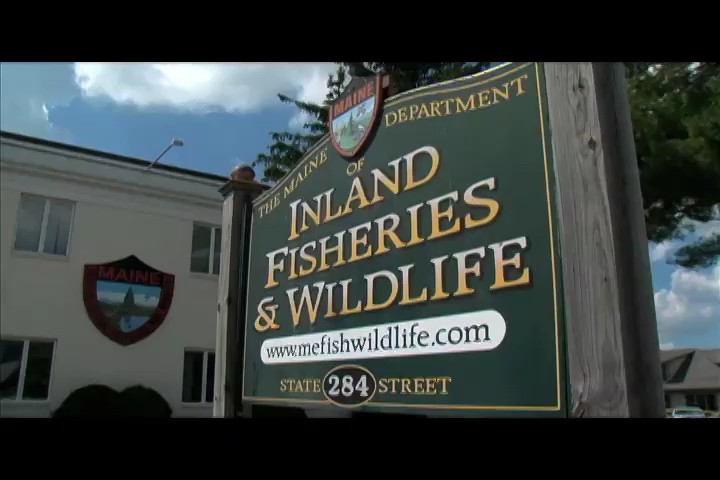 MAINE
THE MAINE DEPARTMENT
OF
INLAND
FISHERIES
& WILDLIFE
www.mefishwildlife.com
STATE 284 STREET
MAINE